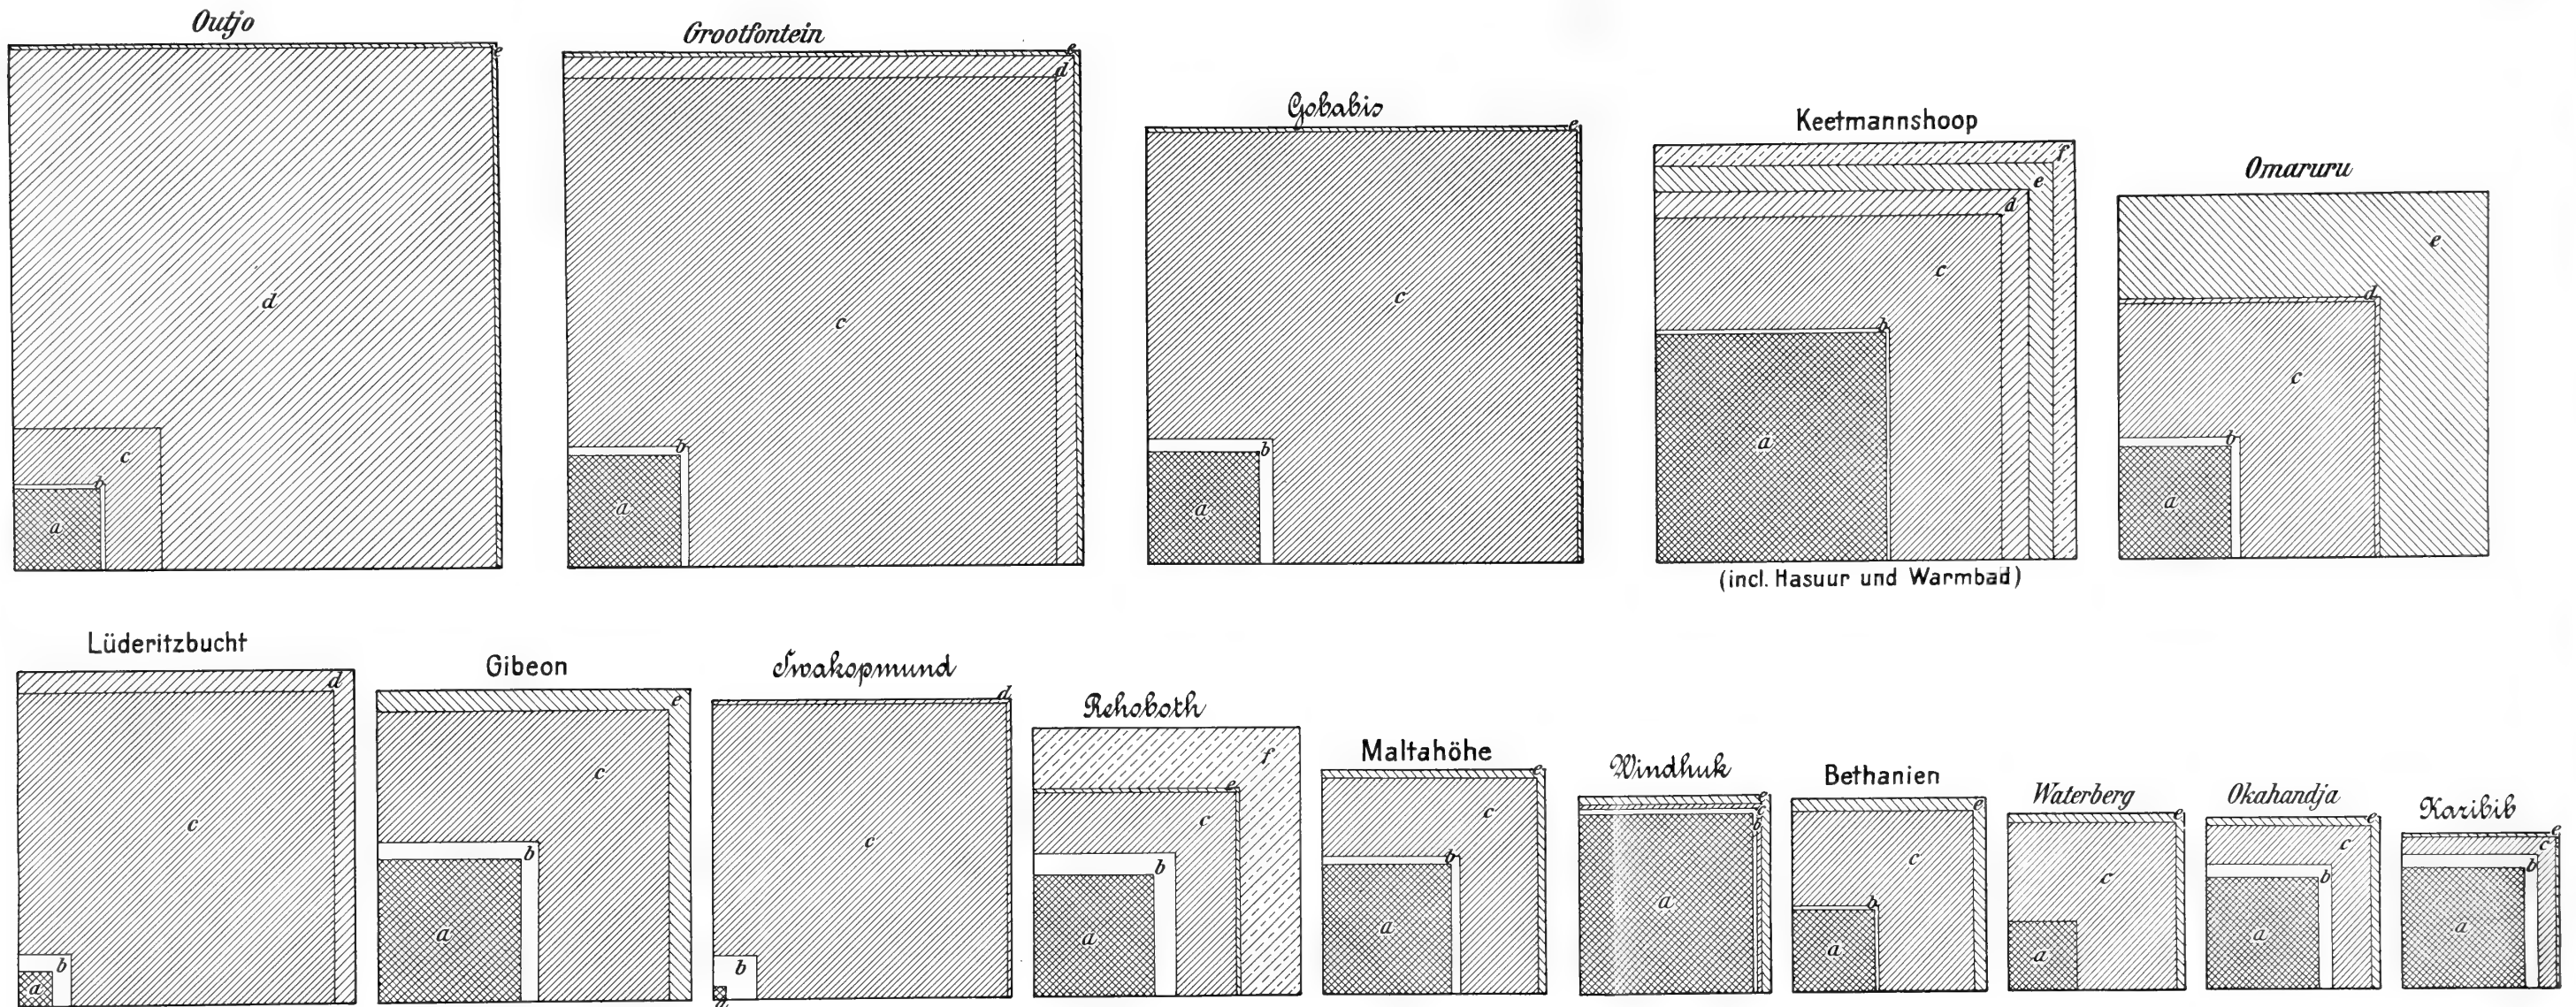 Outjo
Grootfontein
Gobabis
Keetmannshoop
Omaruru
e
d
c
b
a
e
d
c
b
a
e
c
b
a
f
e
d
c
b
a
(incl. Hasuur und Warmbad)
e
d
c
b
a
Lüderitzbucht
Gibeon
Swakopmund
Rehoboth
Maltahöhe
Windhuk
Bethanien
Waterberg
Okahandja
Karibib
d
c
b
a
e
c
b
a
d
c
b
a
f
e
c
b
a
e
c
b
a
e
c
b
a
e
c
b
a
e
c
a
e
c
b
a
e
c
b
a